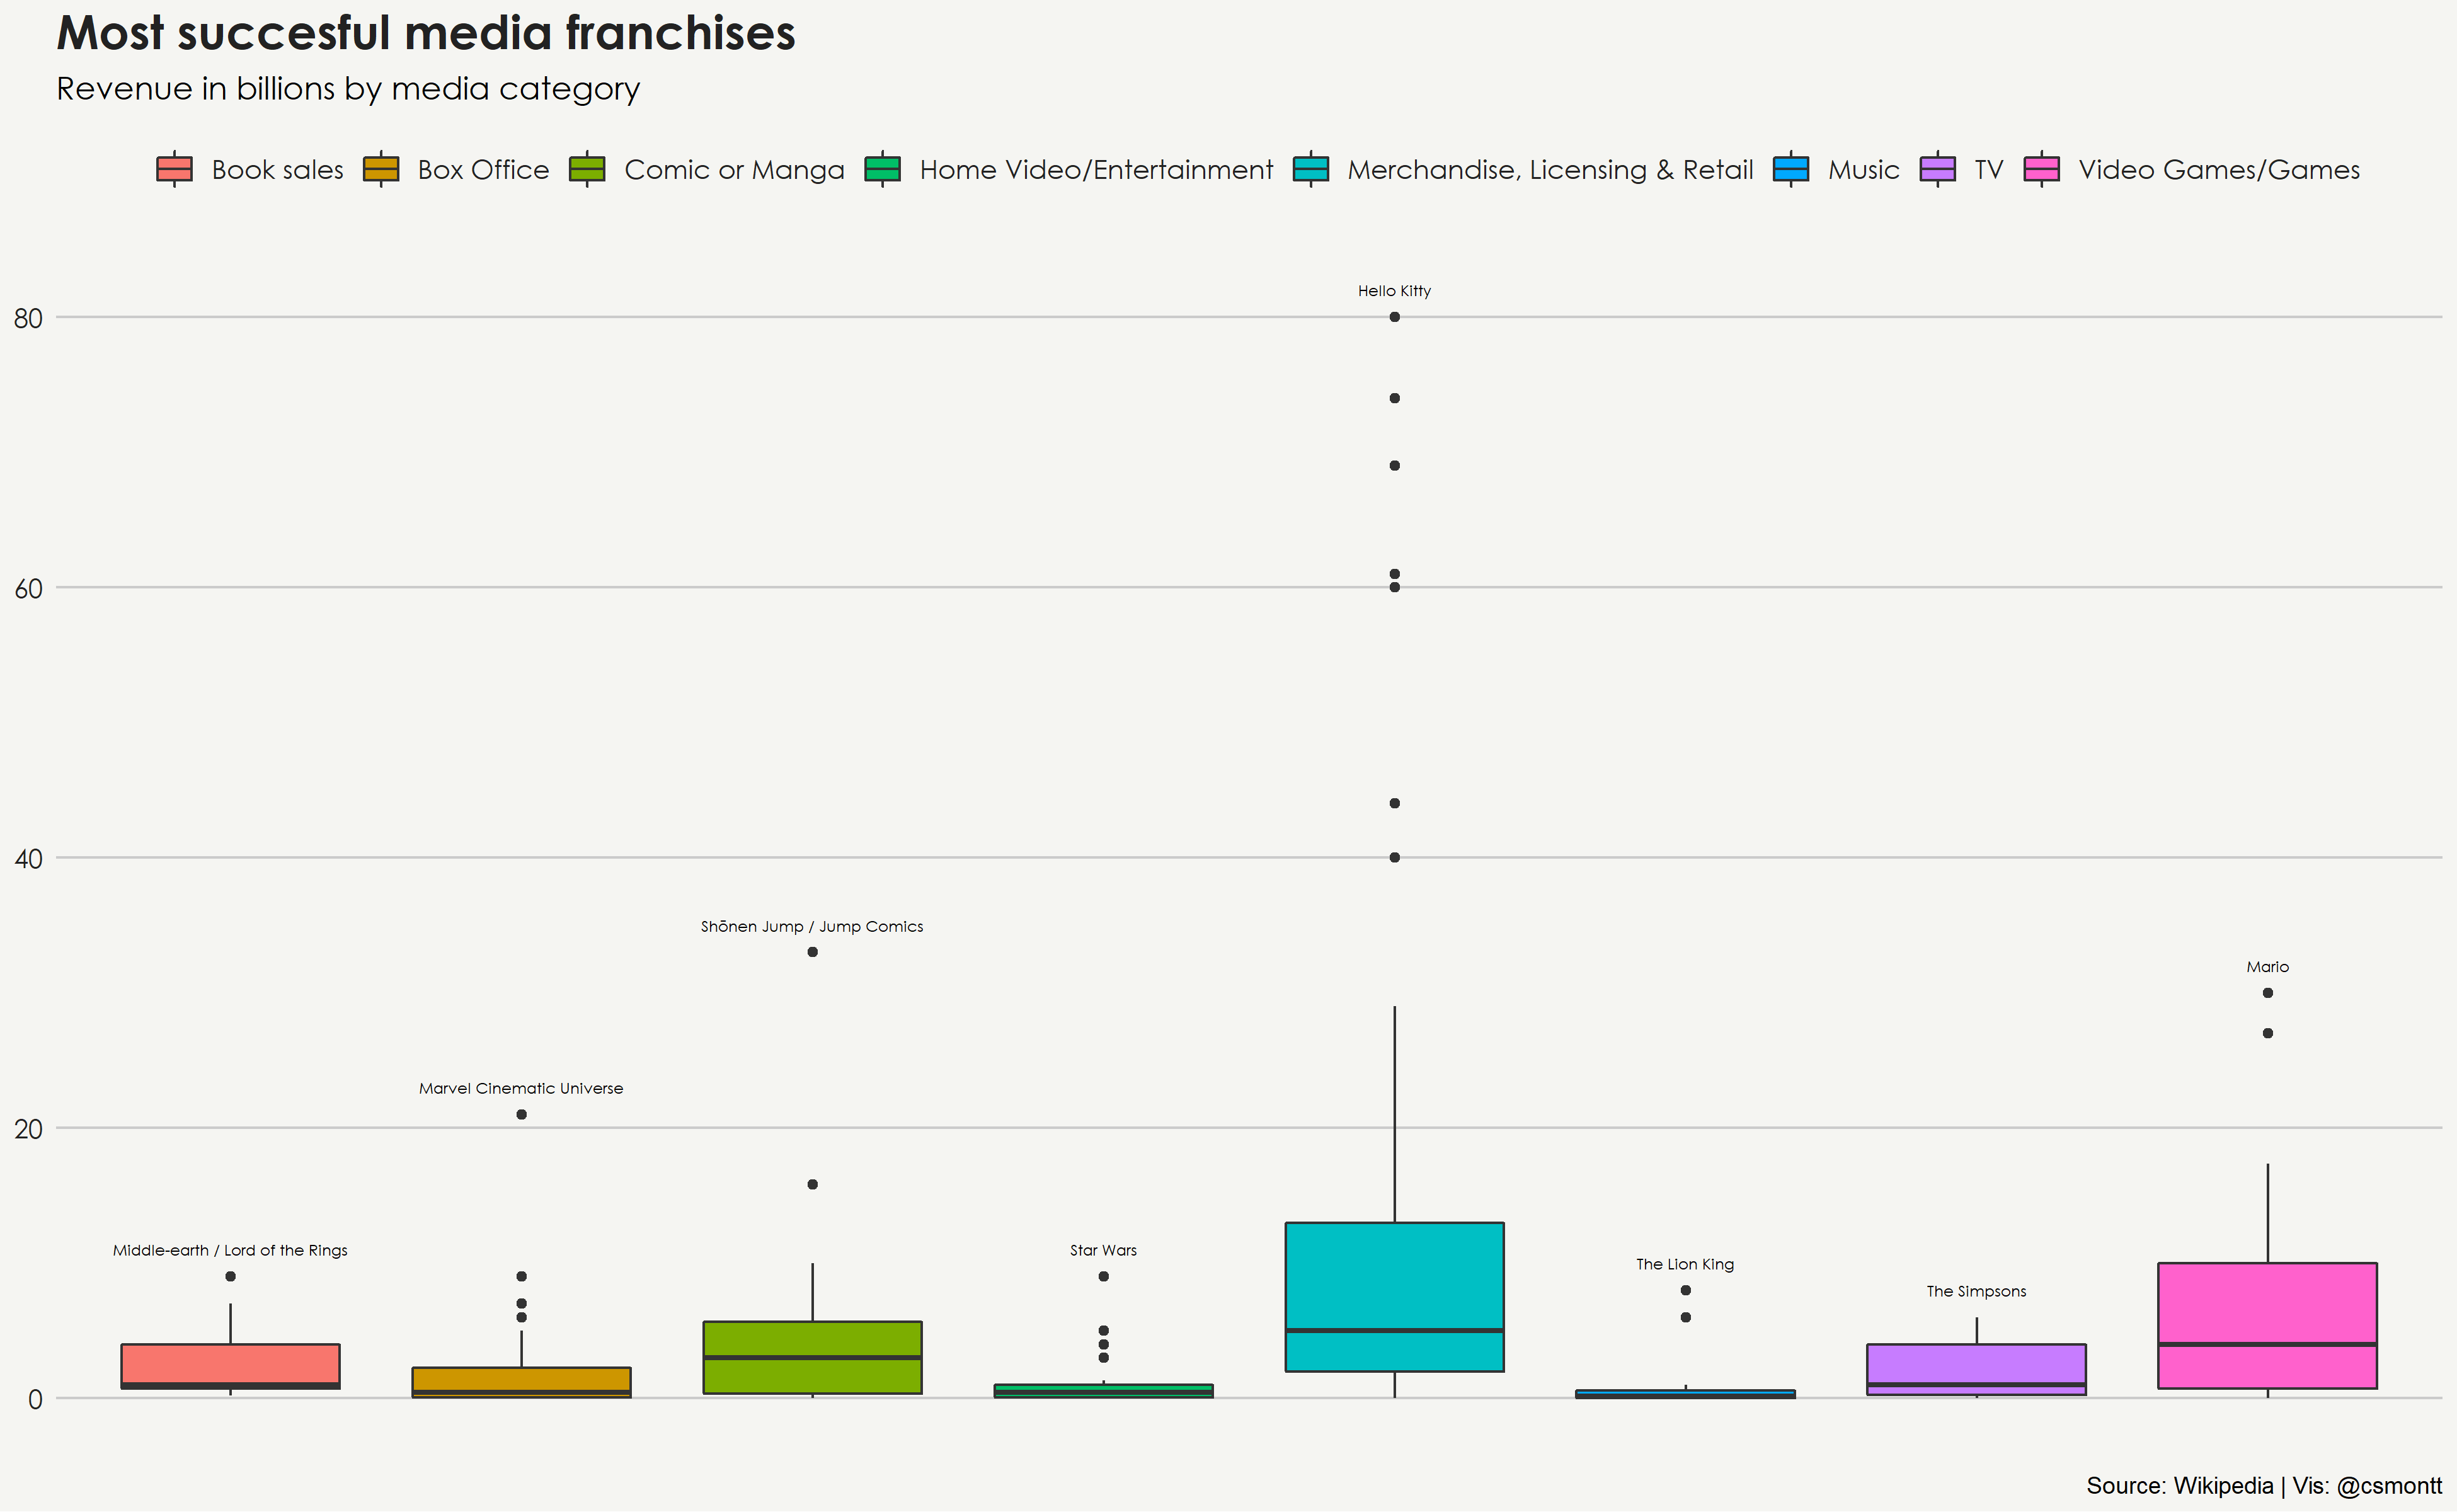 Most succesful media franchises
Revenue in billions by media category
Book sales Box Office Comic or Manga Home Video/Entertainment Merchandise, Licensing & Retail Music TV Video Games/Games
Hello Kitty
80
60
40
Shōnen Jump / Jump Comics
Mario
Marvel Cinematic Universe
20
Middle-earth / Lord of the Rings
Star Wars
The Lion King
The Simpsons
0
Source: Wikipedia | Vis: @csmontt